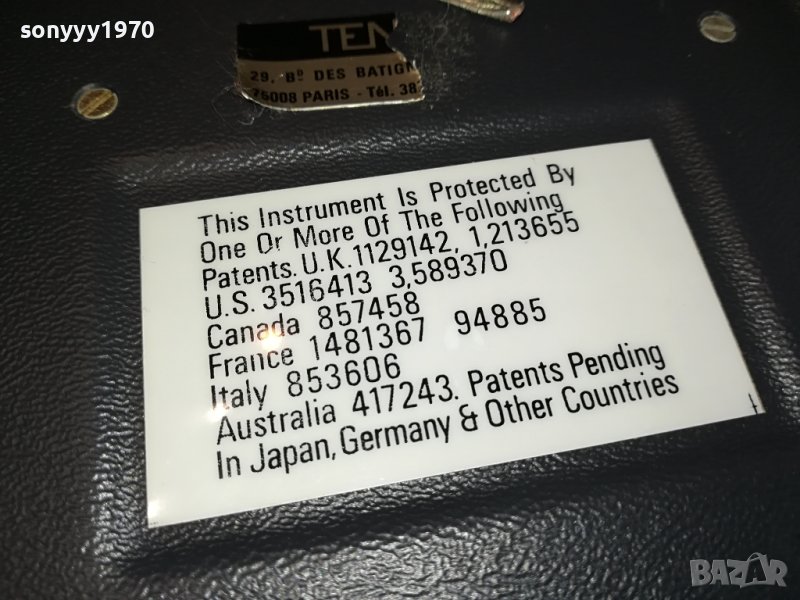 sonyyy1970
TEN
29, Bᴰ DES BATIGN
75008 PARIS - Tél. 38
This Instrument Is Protected By
One Or More Of The Following
Patents. U.K.1129142, 1,213655
U.S. 3516413 3,589370
Canada 857458
France 1481367 94885
Italy 853606
Australia 417243. Patents Pending
In Japan, Germany & Other Countries
BAZAR